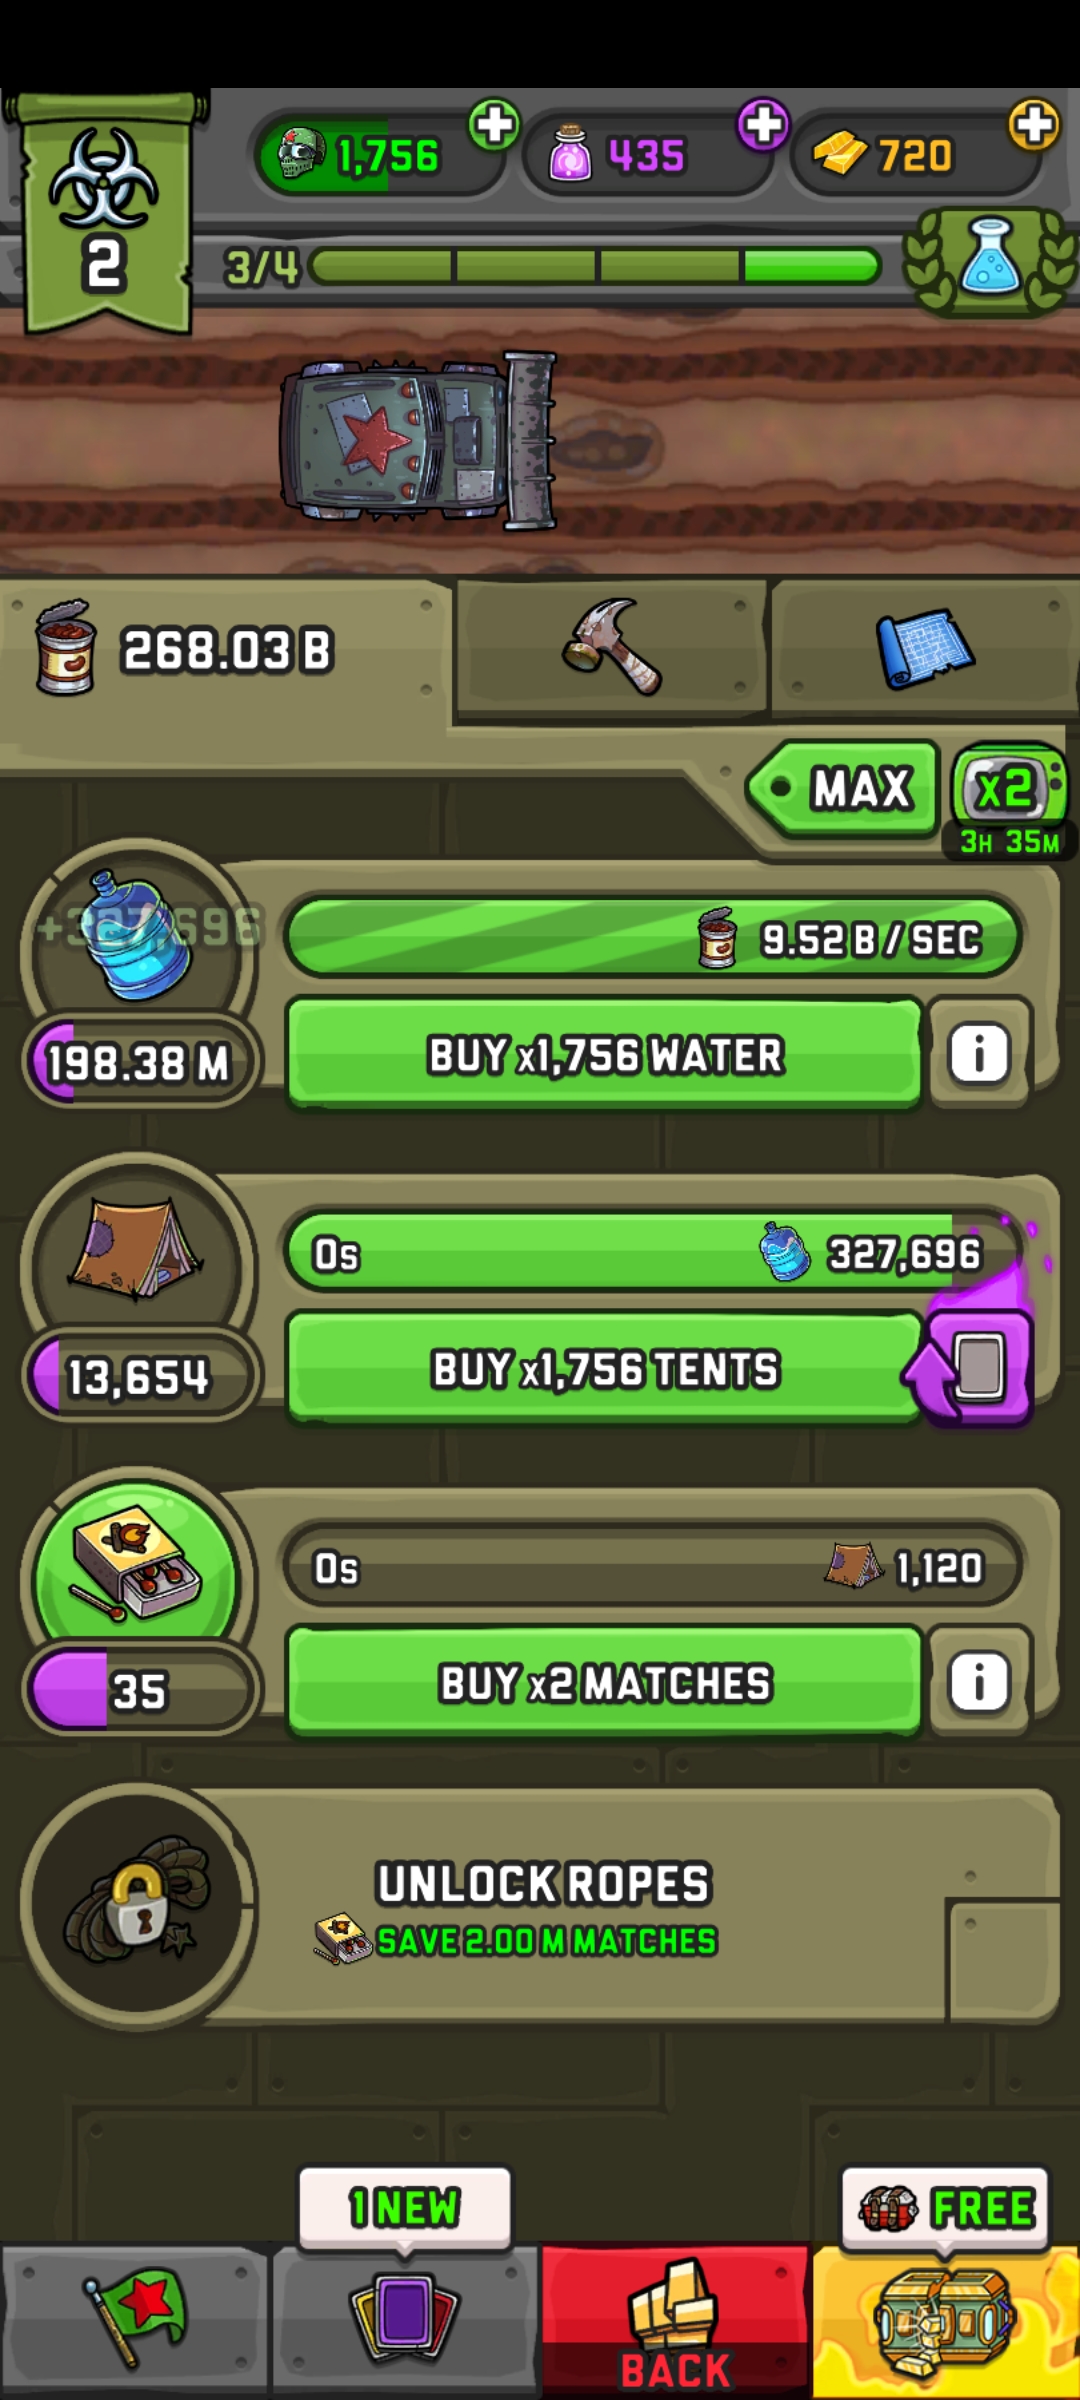 1,756
435
720
2
3/4
268.03 B
MAX
x2
3H 35M
+327,696
9.52 B / SEC
198.38 M
BUY x1,756 WATER
i
0s
327,696
13,654
BUY x1,756 TENTS
0s
1,120
35
BUY x2 MATCHES
i
UNLOCK ROPES
SAVE 2.00 M MATCHES
1 NEW
FREE
BACK